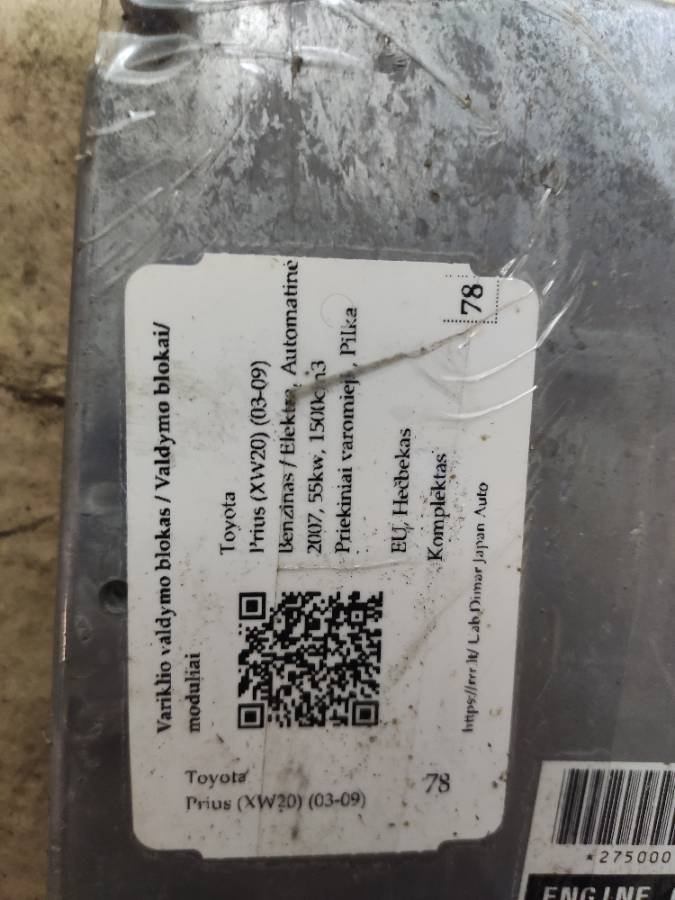 Variklio valdymo blokas / Valdymo blokai/
moduliai
Toyota
Prius (XW20) (03-09)
Benzinas / Elektra, Automatinė
2007, 55kw, 1500cm3
Priekiniai varomieji, Pilka
EU, Hečbekas
Komplektas
https://rrr.lt/ Lab Dimar Japan Auto
78
Toyota
Prius (XW20) (03-09)
78
*275000
ENGINE